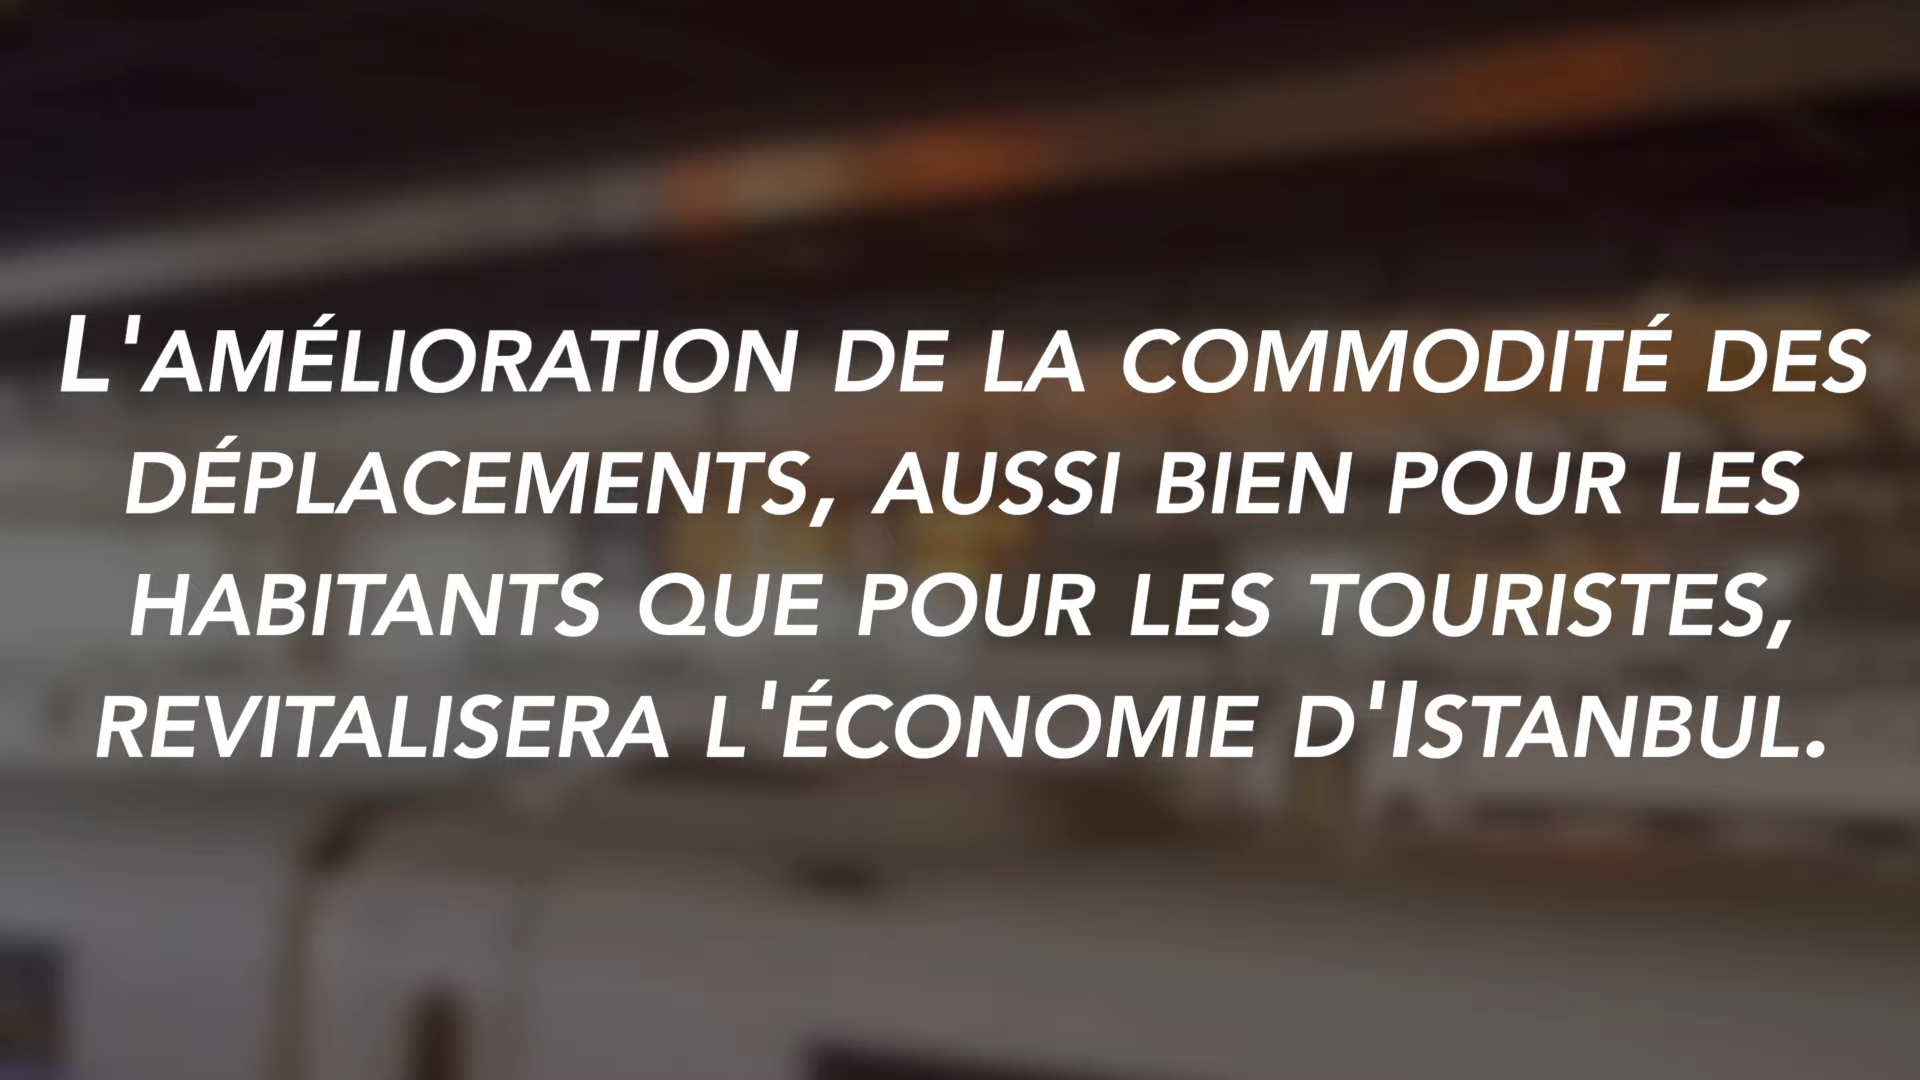 L'amélioration de la commodité des
déplacements, aussi bien pour les
habitants que pour les touristes,
revitalisera l'économie d'Istanbul.